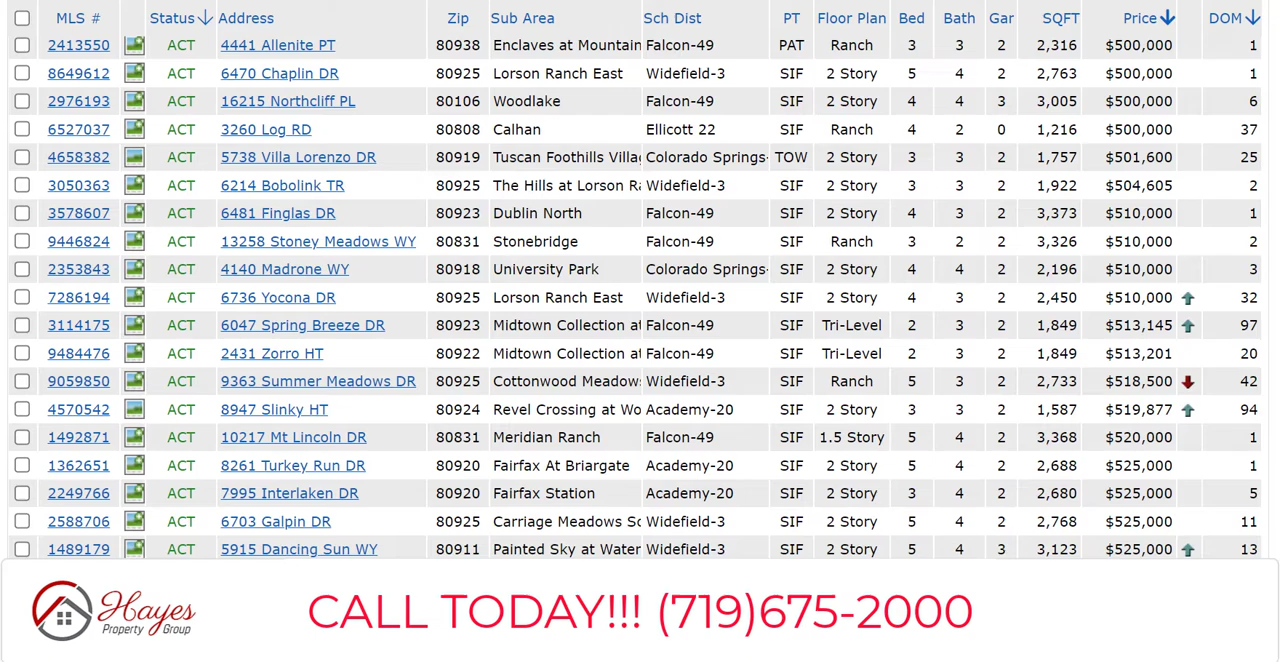 MLS # Status Address Zip Sub Area Sch Dist PT Floor Plan Bed Bath Gar SQFT Price DOM
2413550 ACT 4441 Allenite PT 80938 Enclaves at Mountain Falcon-49 PAT Ranch 3 3 2 2,316 $500,000 1
8649612 ACT 6470 Chaplin DR 80925 Lorson Ranch East Widefield-3 SIF 2 Story 5 4 2 2,763 $500,000 1
2976193 ACT 16215 Northcliff PL 80106 Woodlake Falcon-49 SIF 2 Story 4 4 3 3,005 $500,000 6
6527037 ACT 3260 Log RD 80808 Calhan Ellicott 22 SIF Ranch 4 2 0 1,216 $500,000 37
4658382 ACT 5738 Villa Lorenzo DR 80919 Tuscan Foothills Villag Colorado Springs- TOW 2 Story 3 3 2 1,757 $501,600 25
3050363 ACT 6214 Bobolink TR 80925 The Hills at Lorson Ra Widefield-3 SIF 2 Story 3 3 2 1,922 $504,605 2
3578607 ACT 6481 Finglas DR 80923 Dublin North Falcon-49 SIF 2 Story 4 3 2 3,373 $510,000 1
9446824 ACT 13258 Stoney Meadows WY 80831 Stonebridge Falcon-49 SIF Ranch 3 2 2 3,326 $510,000 2
2353843 ACT 4140 Madrone WY 80918 University Park Colorado Springs- SIF 2 Story 4 4 2 2,196 $510,000 3
7286194 ACT 6736 Yocona DR 80925 Lorson Ranch East Widefield-3 SIF 2 Story 4 3 2 2,450 $510,000 32
3114175 ACT 6047 Spring Breeze DR 80923 Midtown Collection at Falcon-49 SIF Tri-Level 2 3 2 1,849 $513,145 97
9484476 ACT 2431 Zorro HT 80922 Midtown Collection at Falcon-49 SIF Tri-Level 2 3 2 1,849 $513,201 20
9059850 ACT 9363 Summer Meadows DR 80925 Cottonwood Meadows Widefield-3 SIF Ranch 5 3 2 2,733 $518,500 42
4570542 ACT 8947 Slinky HT 80924 Revel Crossing at Wo Academy-20 SIF 2 Story 3 3 2 1,587 $519,877 94
1492871 ACT 10217 Mt Lincoln DR 80831 Meridian Ranch Falcon-49 SIF 1.5 Story 5 4 2 3,368 $520,000 1
1362651 ACT 8261 Turkey Run DR 80920 Fairfax At Briargate Academy-20 SIF 2 Story 5 4 2 2,688 $525,000 1
2249766 ACT 7995 Interlaken DR 80920 Fairfax Station Academy-20 SIF 2 Story 3 4 2 2,680 $525,000 5
2588706 ACT 6703 Galpin DR 80925 Carriage Meadows So Widefield-3 SIF 2 Story 5 4 2 2,768 $525,000 11
1489179 ACT 5915 Dancing Sun WY 80911 Painted Sky at Water Widefield-3 SIF 2 Story 5 4 3 3,123 $525,000 13
Hayes
Property Group
CALL TODAY!!! (719)675-2000